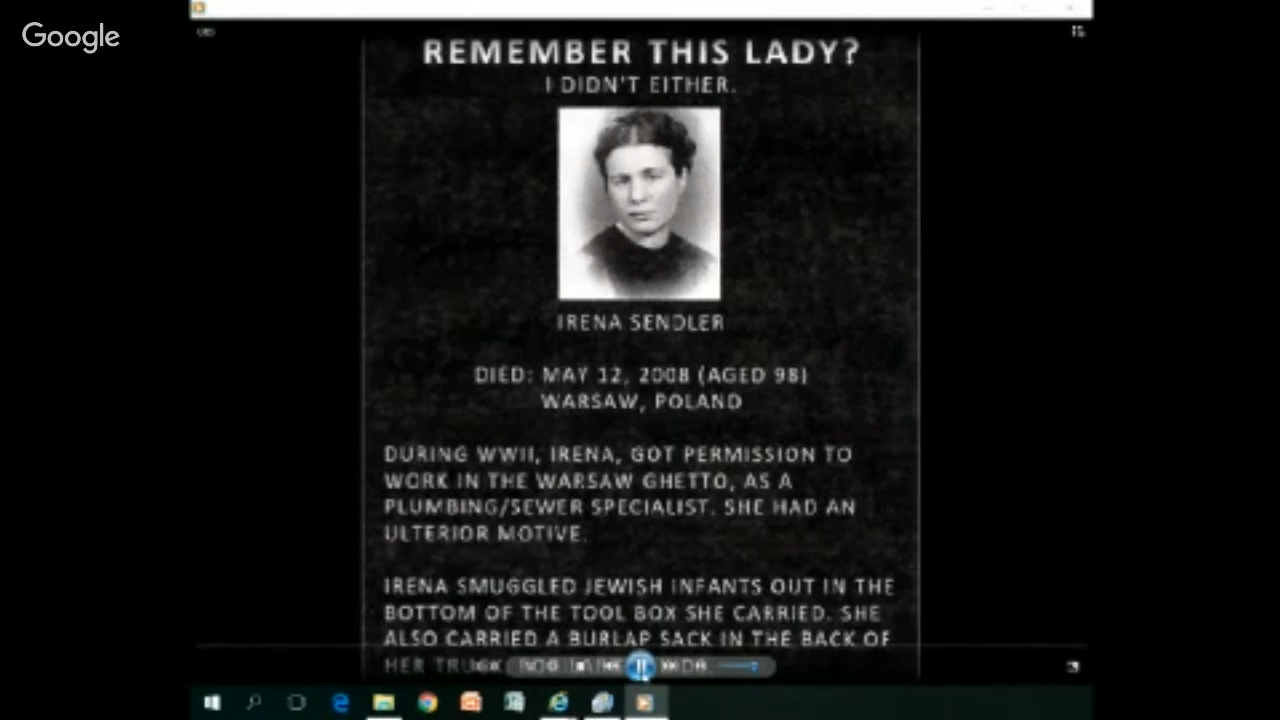 Google
REMEMBER THIS LADY?
I DIDN'T EITHER.
IRENA SENDLER
DIED: MAY 12, 2008 (AGED 98)
WARSAW, POLAND
DURING WWII, IRENA, GOT PERMISSION TO
WORK IN THE WARSAW GHETTO, AS A
PLUMBING/SEWER SPECIALIST. SHE HAD AN
ULTERIOR MOTIVE.
IRENA SMUGGLED JEWISH INFANTS OUT IN THE
BOTTOM OF THE TOOL BOX SHE CARRIED. SHE
ALSO CARRIED A BURLAP SACK IN THE BACK OF
HER